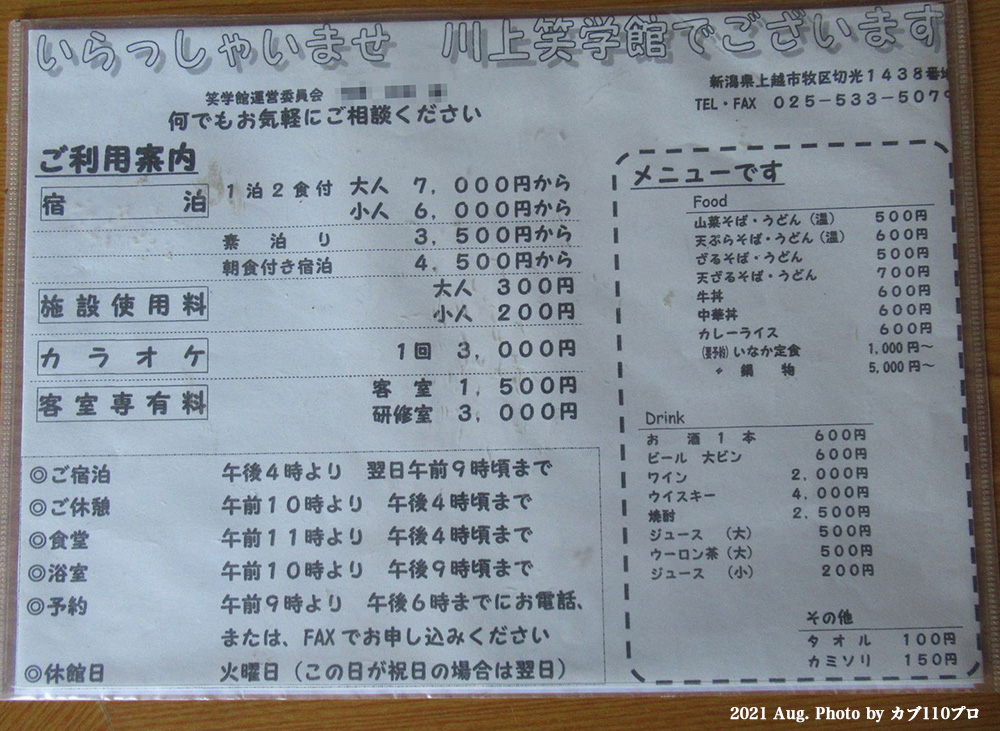 いらっしゃいませ 川上笑学館でございます
新潟県上越市牧区切光1438番地
笑学館運営委員会
TEL・FAX 025-533-5079
何でもお気軽にご相談ください
ご利用案内
宿泊 1泊2食付 大人 7,000円から
小人 6,000円から
素泊り 3,500円から
朝食付き宿泊 4,500円から
施設使用料 大人 300円
小人 200円
カラオケ 1回 3,000円
客室専有料 客室 1,500円
研修室 3,000円
◎ご宿泊 午後4時より 翌日午前9時頃まで
◎ご休憩 午前10時より 午後4時頃まで
◎食堂 午前11時より 午後4時頃まで
◎浴室 午前10時より 午後9時頃まで
◎予約 午前9時より 午後6時までにお電話、
または、FAXでお申し込みください
◎休館日 火曜日(この日が祝日の場合は翌日)
メニューです
Food
山菜そば・うどん(温) 500円
天ぷらそば・うどん(温) 600円
ざるそば・うどん 500円
天ざるそば・うどん 700円
牛丼 600円
中華丼 600円
カレーライス 600円
(要予約)いなか定食 1,000円~
〃 鍋物 5,000円~
Drink
お酒1本 600円
ビール 大ビン 600円
ワイン 2,000円
ウイスキー 4,000円
焼酎 2,500円
ジュース (大) 500円
ウーロン茶(大) 500円
ジュース (小) 200円
その他
タオル 100円
カミソリ 150円
2021 Aug. Photo by カブ110プロ